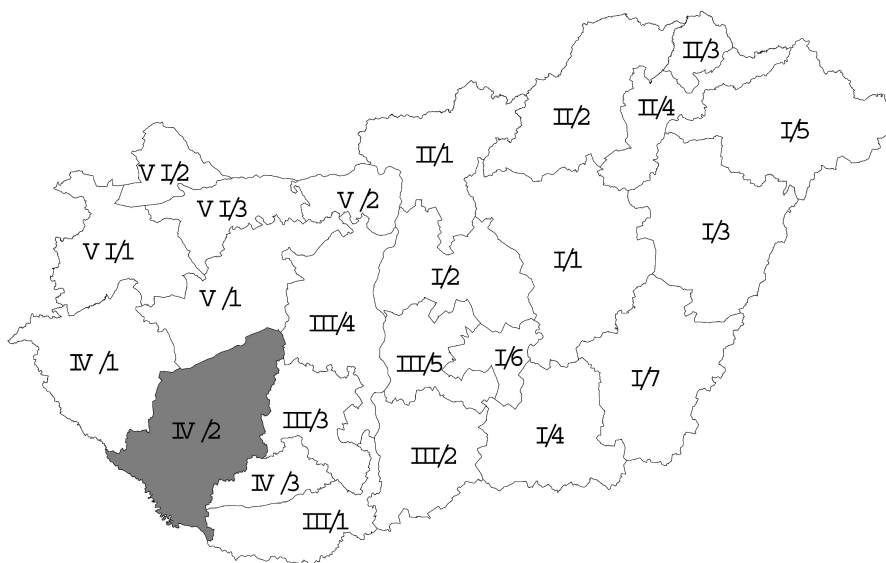 II/3
II/4
II/2
I/5
II/1
V I/2
V /2
V I/3
I/3
V I/1
I/1
I/2
V /1
III/4
I/6
IV /1
III/5
I/7
III/3
IV /2
I/4
III/2
IV /3
III/1